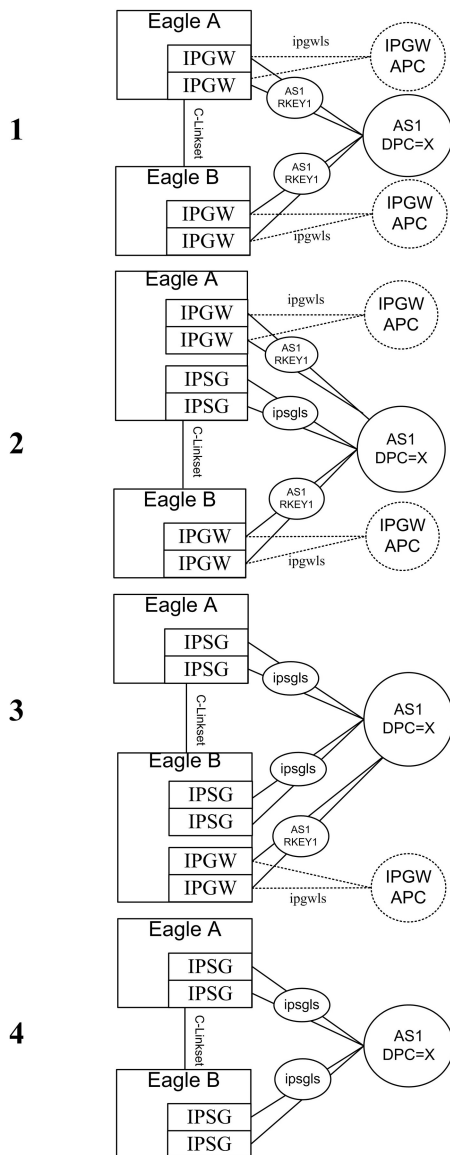 1
Eagle A
IPGW
IPGW
ipgwls
IPGW
APC
AS1
RKEY1
C-Linkset
AS1
DPC=X
Eagle B
AS1
RKEY1
IPGW
IPGW
ipgwls
IPGW
APC
2
Eagle A
IPGW
IPGW
ipgwls
IPGW
APC
AS1
RKEY1
IPSG
IPSG
ipsgls
C-Linkset
AS1
DPC=X
Eagle B
AS1
RKEY1
IPGW
IPGW
ipgwls
IPGW
APC
3
Eagle A
IPSG
IPSG
ipsgls
C-Linkset
AS1
DPC=X
Eagle B
IPSG
IPSG
ipsgls
AS1
RKEY1
IPGW
IPGW
ipgwls
IPGW
APC
4
Eagle A
IPSG
IPSG
ipsgls
C-Linkset
AS1
DPC=X
Eagle B
ipsgls
IPSG
IPSG